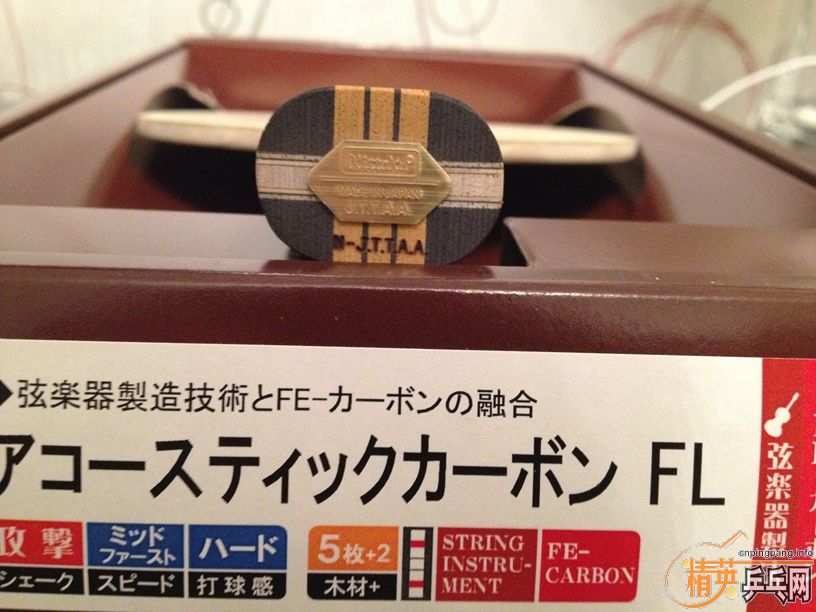 Nittaku
MADE IN JAPAN
J.T.T.A.A
N-J.T.T.A.A
◆弦楽器製造技術とFE-カーボンの融合
アコースティックカーボン FL
攻撃
シェーク
ミッド
ファースト
スピード
ハード
打球感
5枚+2
木材+
STRING
INSTRU-
MENT
FE-
CARBON
弦楽器製
cnpingpang.info
精英乒乓网